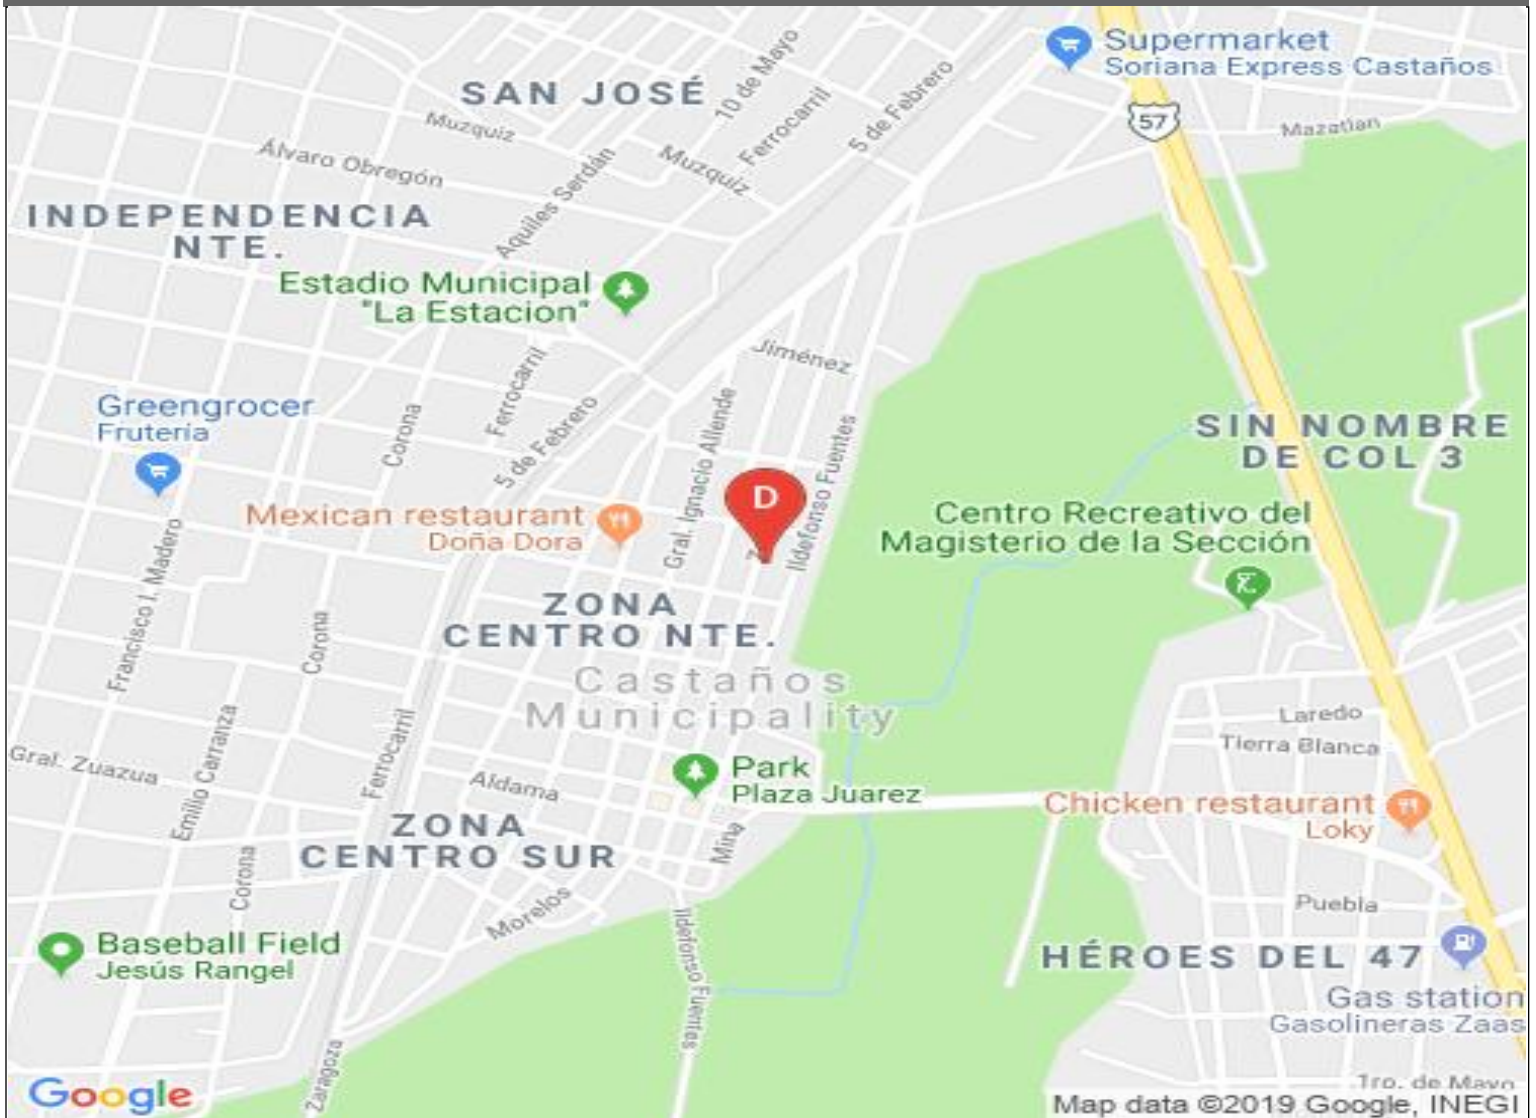 Supermarket
Soriana Express Castaños
SAN JOSÉ
10 de Mayo
Ferrocarril
5 de Febrero
57
Mazatlan
Muzquiz
Muzquiz
Álvaro Obregón
Aquiles Serdán
INDEPENDENCIA
NTE.
Estadio Municipal
"La Estacion"
Jiménez
Ferrocarril
Greengrocer
Frutería
Corona
5 de Febrero
Gral. Ignacio Allende
Ildefonso Fuentes
SIN NOMBRE
DE COL 3
D
Mexican restaurant
Doña Dora
Centro Recreativo del
Magisterio de la Sección
Francisco I. Madero
ZONA
CENTRO NTE.
Corona
Castaños
Municipality
Laredo
Tierra Blanca
Gral. Zuazua
Emilio Carranza
Ferrocarril
Aldama
Park
Plaza Juarez
Chicken restaurant
Loky
ZONA
CENTRO SUR
Mina
Corona
Morelos
Puebla
Baseball Field
Jesús Rangel
Ildefonso Fuentes
HÉROES DEL 47
Gas station
Gasolineras Zaas
Zaragoza
1ro. de Mayo
Google
Map data ©2019 Google, INEGI